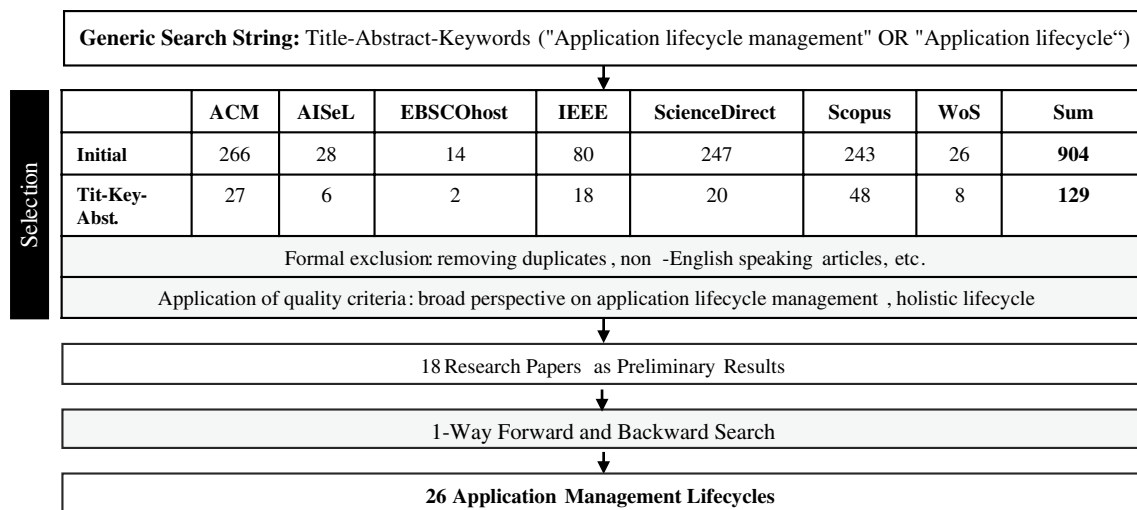 Generic Search String: Title-Abstract-Keywords ("Application lifecycle management" OR "Application lifecycle“)
Selection
ACM AISeL EBSCOhost IEEE ScienceDirect Scopus WoS Sum
Initial 266 28 14 80 247 243 26 904
Tit-Key-
Abst. 27 6 2 18 20 48 8 129
Formal exclusion: removing duplicates , non -English speaking articles, etc.
Application of quality criteria: broad perspective on application lifecycle management , holistic lifecycle
18 Research Papers as Preliminary Results
1-Way Forward and Backward Search
26 Application Management Lifecycles